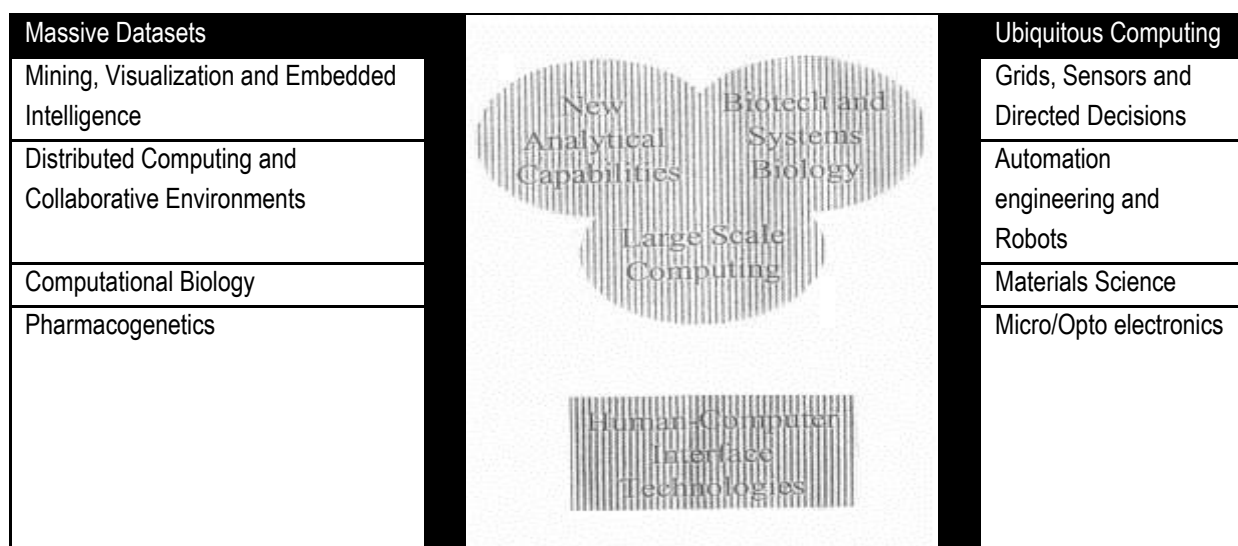 Massive Datasets
Mining, Visualization and Embedded
Intelligence
Distributed Computing and
Collaborative Environments
Computational Biology
Pharmacogenetics
New
Analytical
Capabilities
Biotech and
Systems
Biology
Large Scale
Computing
Human-Computer
Interface
Technologies
Ubiquitous Computing
Grids, Sensors and
Directed Decisions
Automation
engineering and
Robots
Materials Science
Micro/Opto electronics